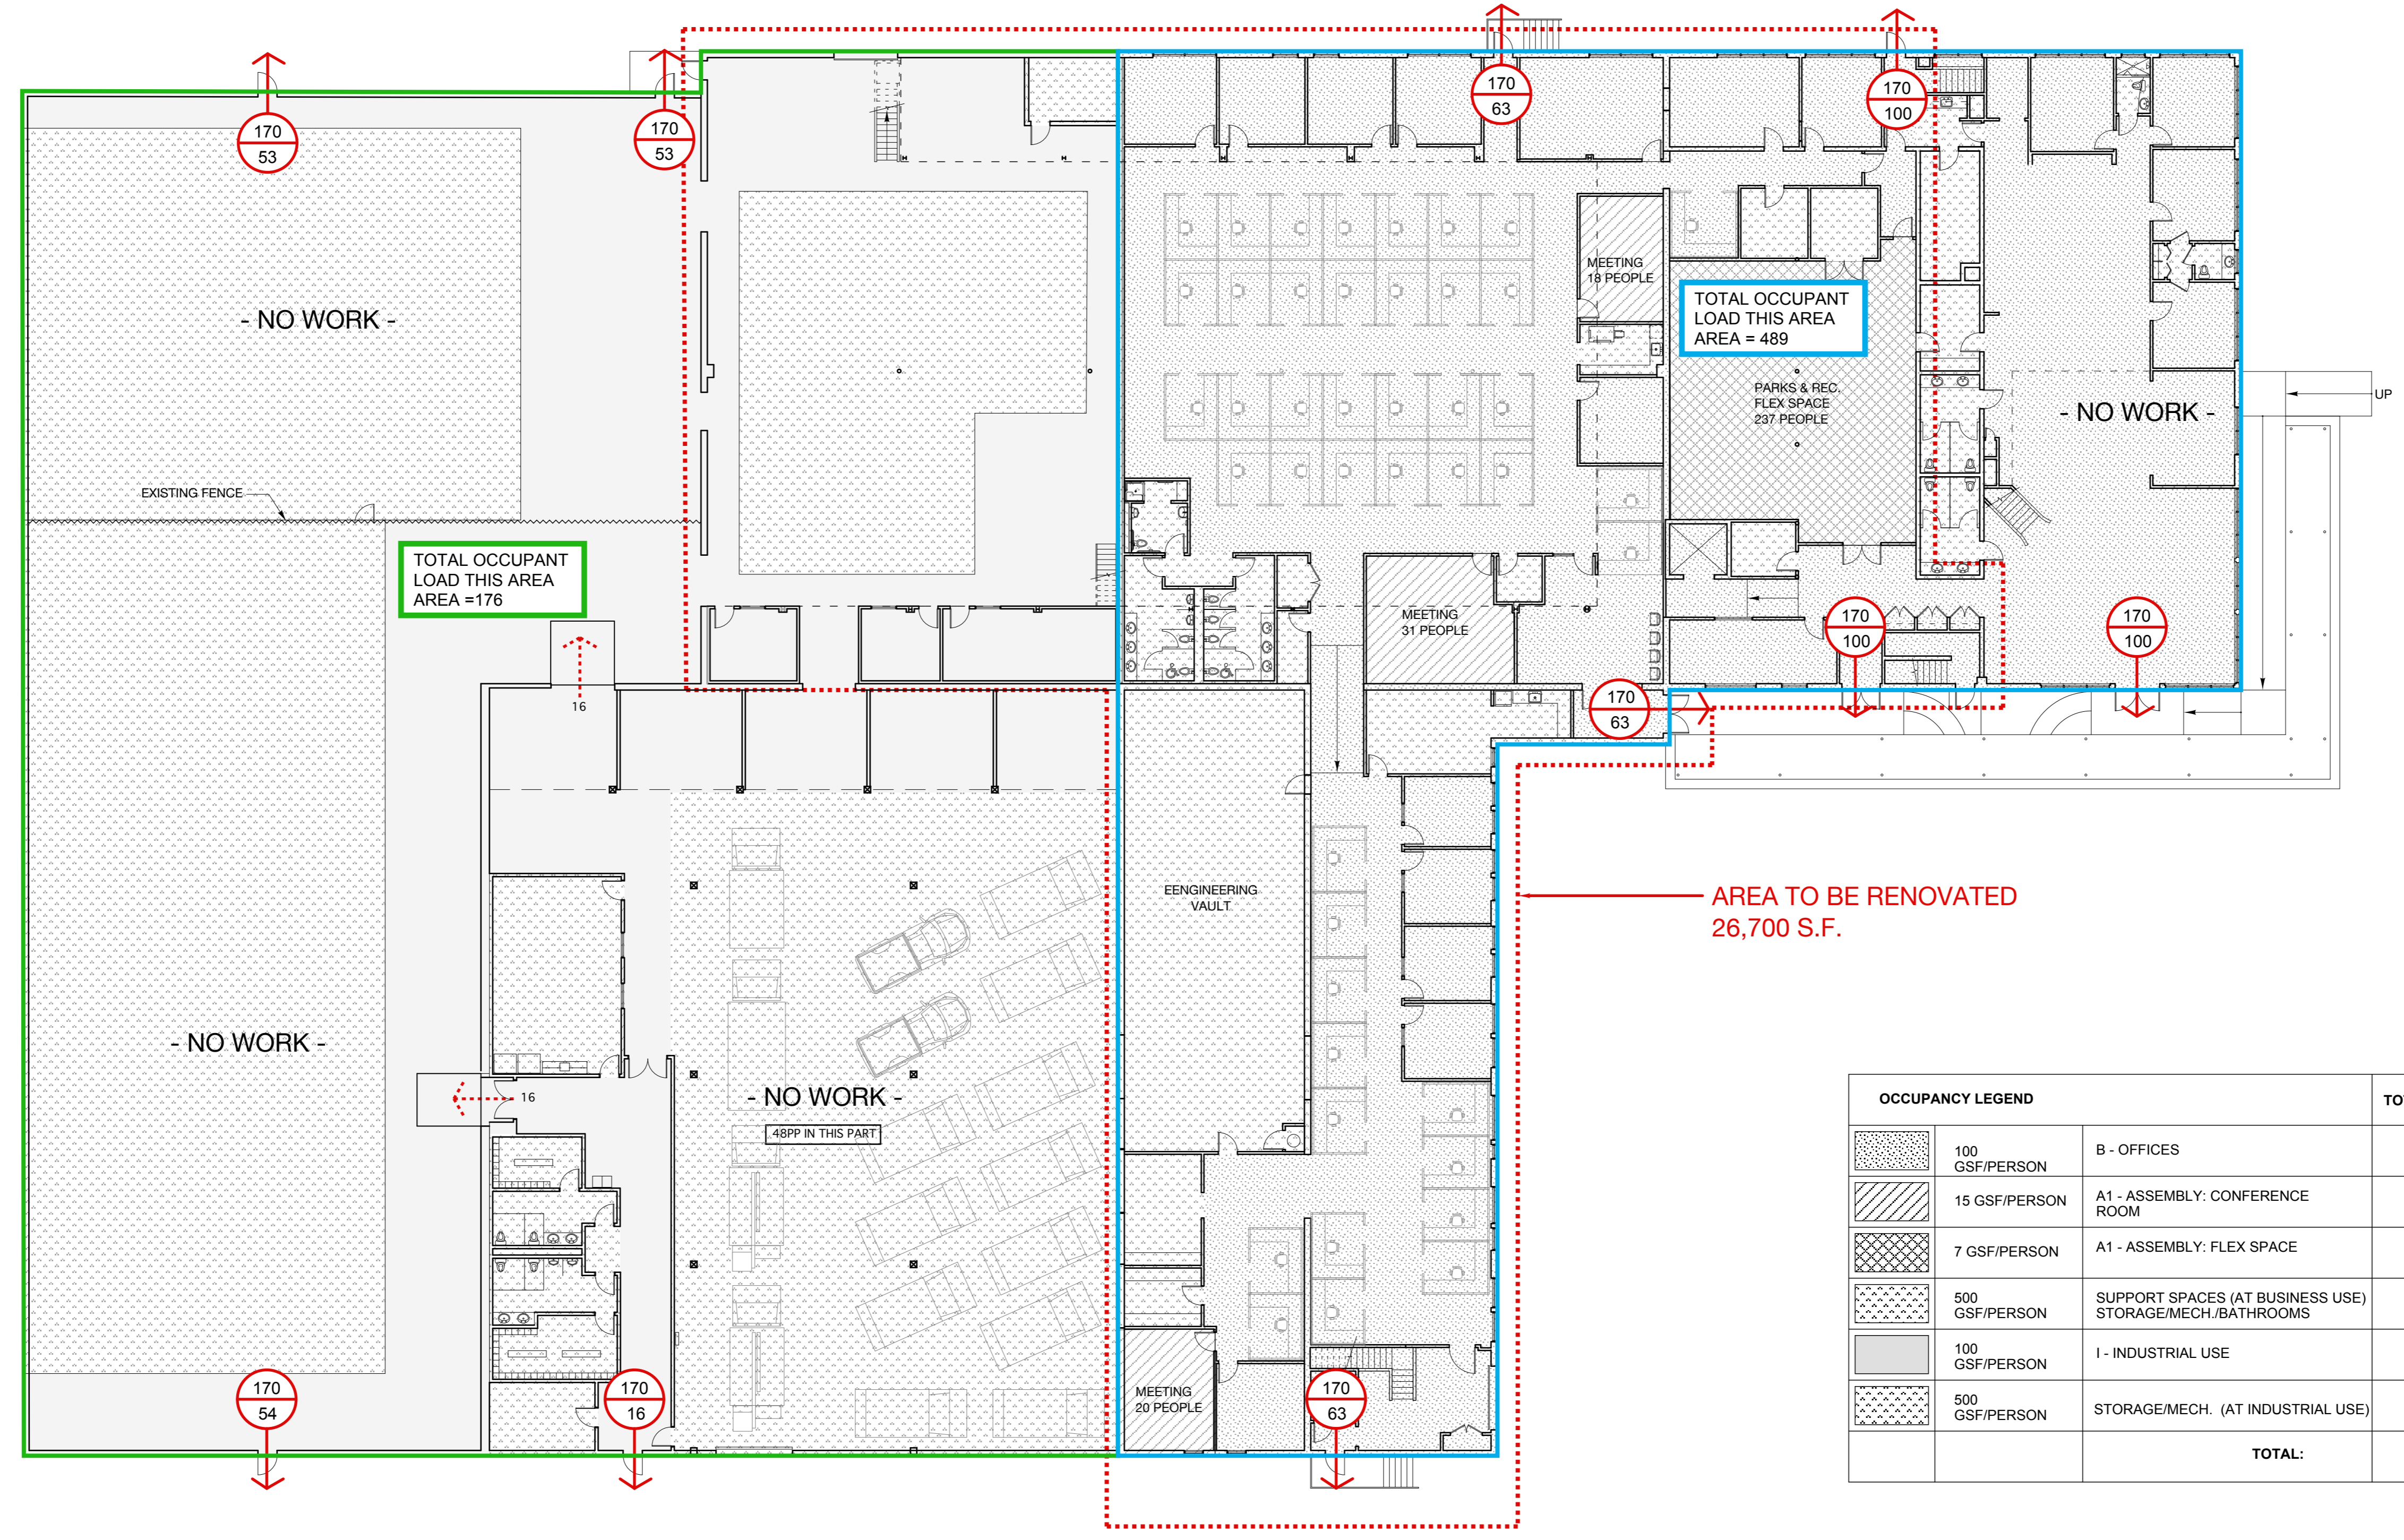 170
53
170
53
170
63
170
100
- NO WORK -
MEETING
18 PEOPLE
TOTAL OCCUPANT
LOAD THIS AREA
AREA = 489
PARKS & REC.
FLEX SPACE
237 PEOPLE
- NO WORK -
UP
EXISTING FENCE
TOTAL OCCUPANT
LOAD THIS AREA
AREA =176
MEETING
31 PEOPLE
170
100
170
100
16
170
63
EENGINEERING
VAULT
AREA TO BE RENOVATED
26,700 S.F.
- NO WORK -
16
- NO WORK -
48PP IN THIS PART
170
54
170
16
MEETING
20 PEOPLE
170
63
OCCUPANCY LEGEND
TO
100
GSF/PERSON
B - OFFICES
15 GSF/PERSON
A1 - ASSEMBLY: CONFERENCE
ROOM
7 GSF/PERSON
A1 - ASSEMBLY: FLEX SPACE
500
GSF/PERSON
SUPPORT SPACES (AT BUSINESS USE)
STORAGE/MECH./BATHROOMS
100
GSF/PERSON
I - INDUSTRIAL USE
500
GSF/PERSON
STORAGE/MECH. (AT INDUSTRIAL USE)
TOTAL: